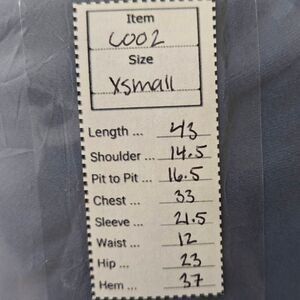 Item
C002
Size
Xsmall
Length ... 43
Shoulder ... 14.5
Pit to Pit ... 16.5
Chest ... 33
Sleeve ... 21.5
Waist ... 12
Hip ... 23
Hem ... 37